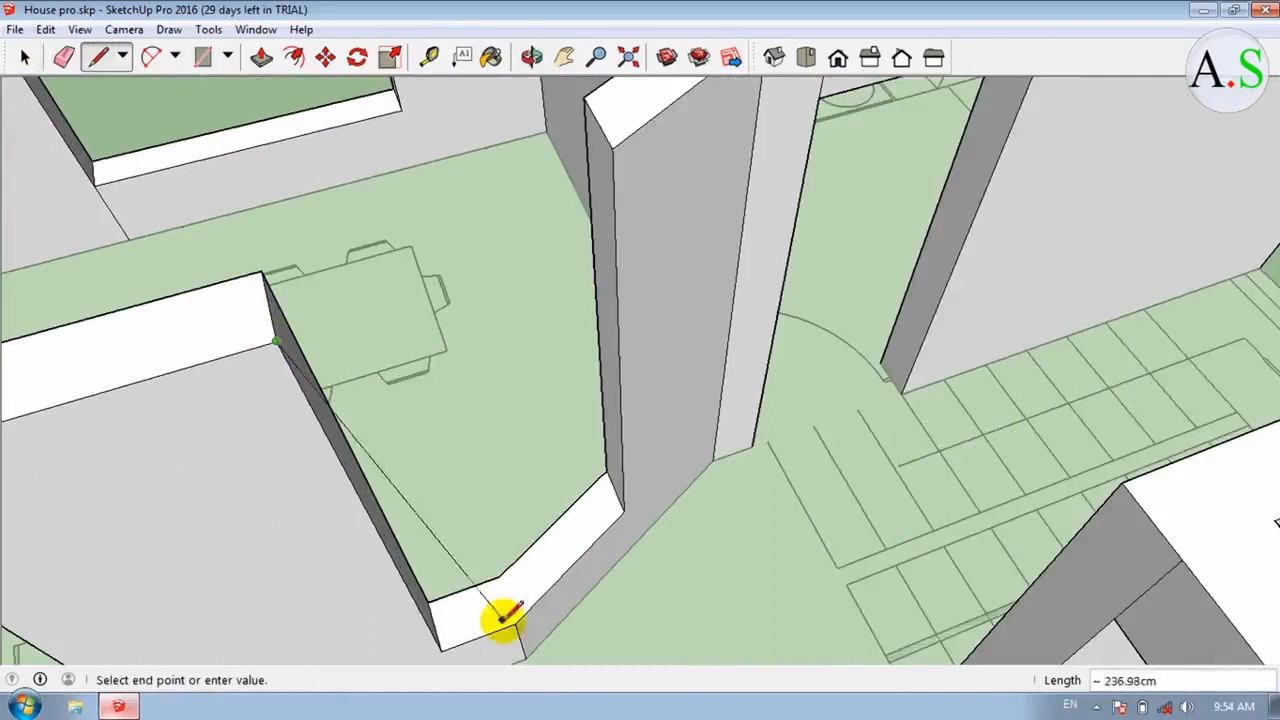 House pro.skp - SketchUp Pro 2016 (29 days left in TRIAL)
File Edit View Camera Draw Tools Window Help
A1
A.S
Select end point or enter value.
Length ~ 236.98cm
EN 9:54 AM